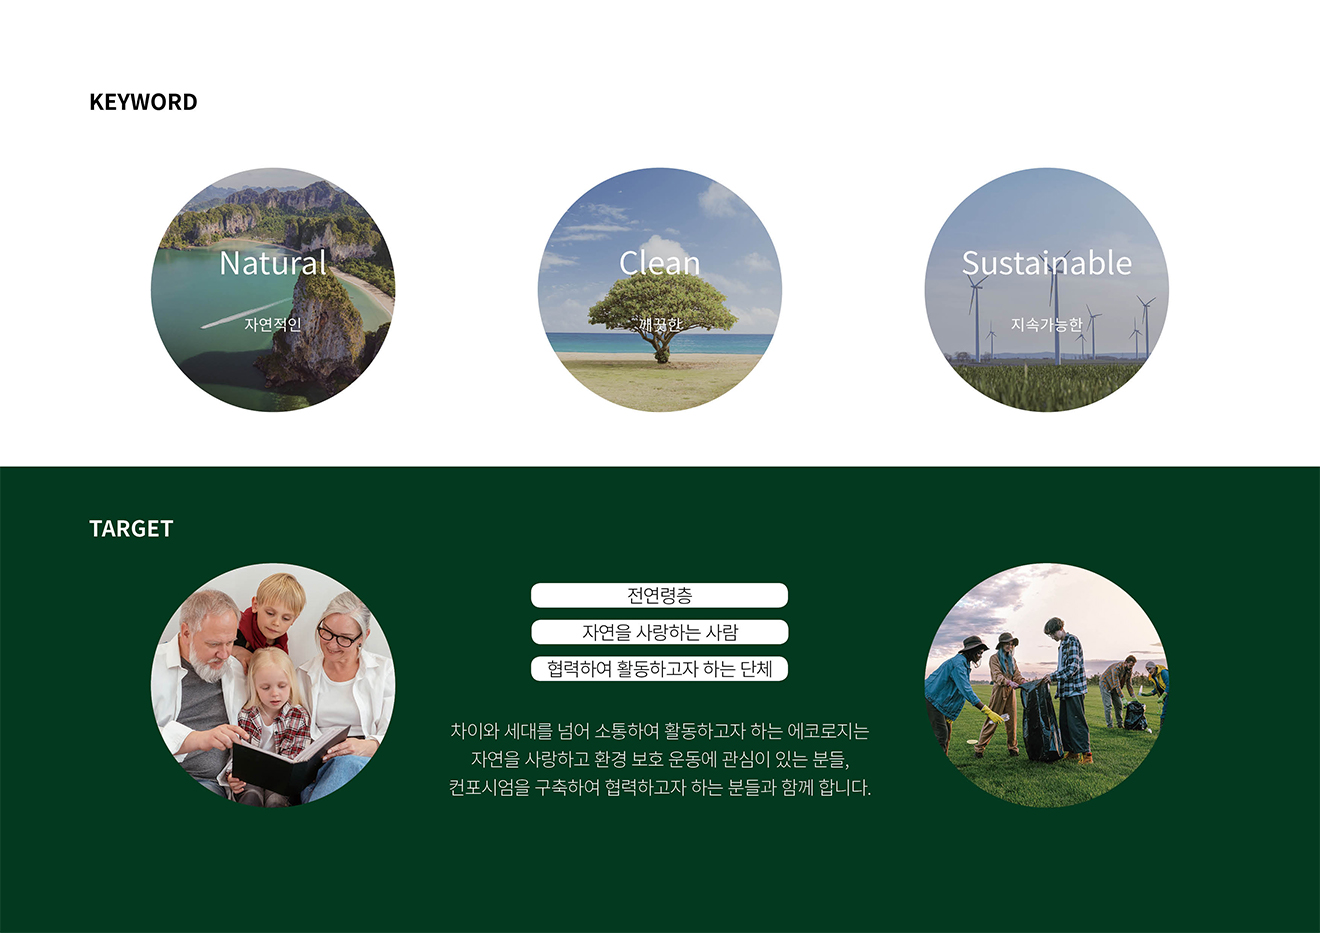 KEYWORD
Natural
자연적인
Clean
깨끗한
Sustainable
지속가능한
TARGET
전연령층
자연을 사랑하는 사람
협력하여 활동하고자 하는 단체
차이와 세대를 넘어 소통하여 활동하고자 하는 에코로지는
자연을 사랑하고 환경 보호 운동에 관심이 있는 분들,
컨포시엄을 구축하여 협력하고자 하는 분들과 함께 합니다.